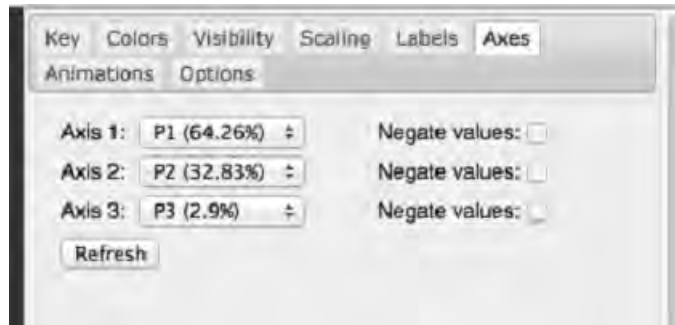 Key Colors Visibility Scaling Labels Axes
Animations Options
Axis 1: P1 (64.26%) Negate values:
Axis 2: P2 (32.83%) Negate values:
Axis 3: P3 (2.9%) Negate values:
Refresh